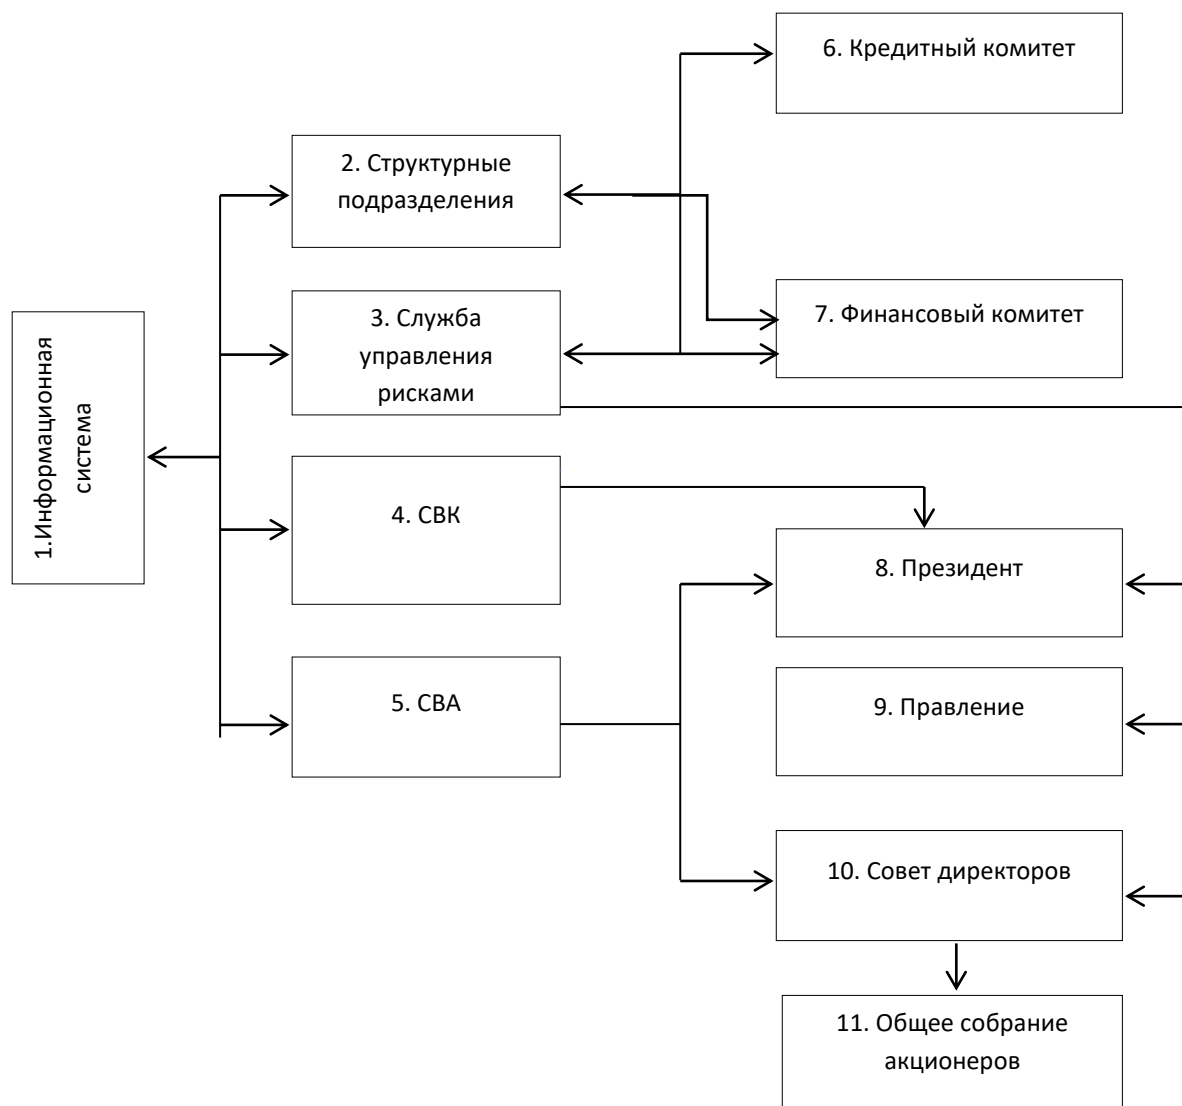 6. Кредитный комитет
2. Структурные
подразделения
3. Служба
управления
рисками
7. Финансовый комитет
1.Информационная
система
4. СВК
8. Президент
5. СВА
9. Правление
10. Совет директоров
11. Общее собрание
акционеров